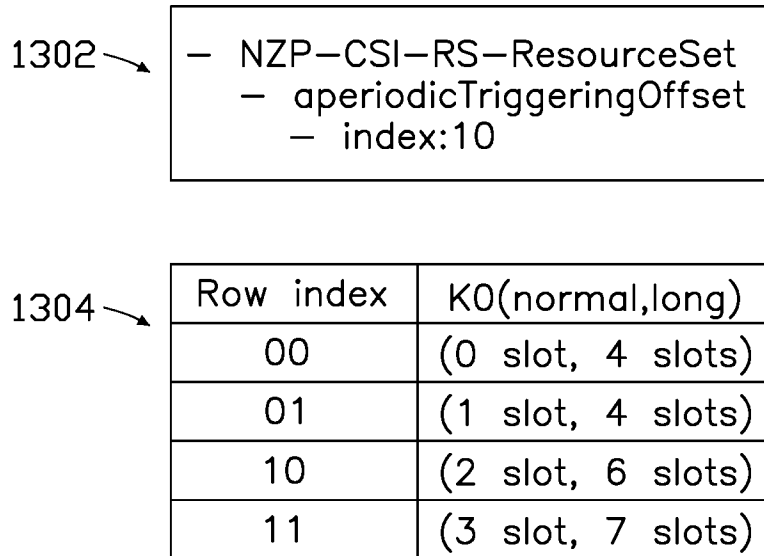 1302
– NZP–CSI–RS–ResourceSet
– aperiodicTriggeringOffset
– index:10
1304
Row index K0(normal,long)
00 (0 slot, 4 slots)
01 (1 slot, 4 slots)
10 (2 slot, 6 slots)
11 (3 slot, 7 slots)